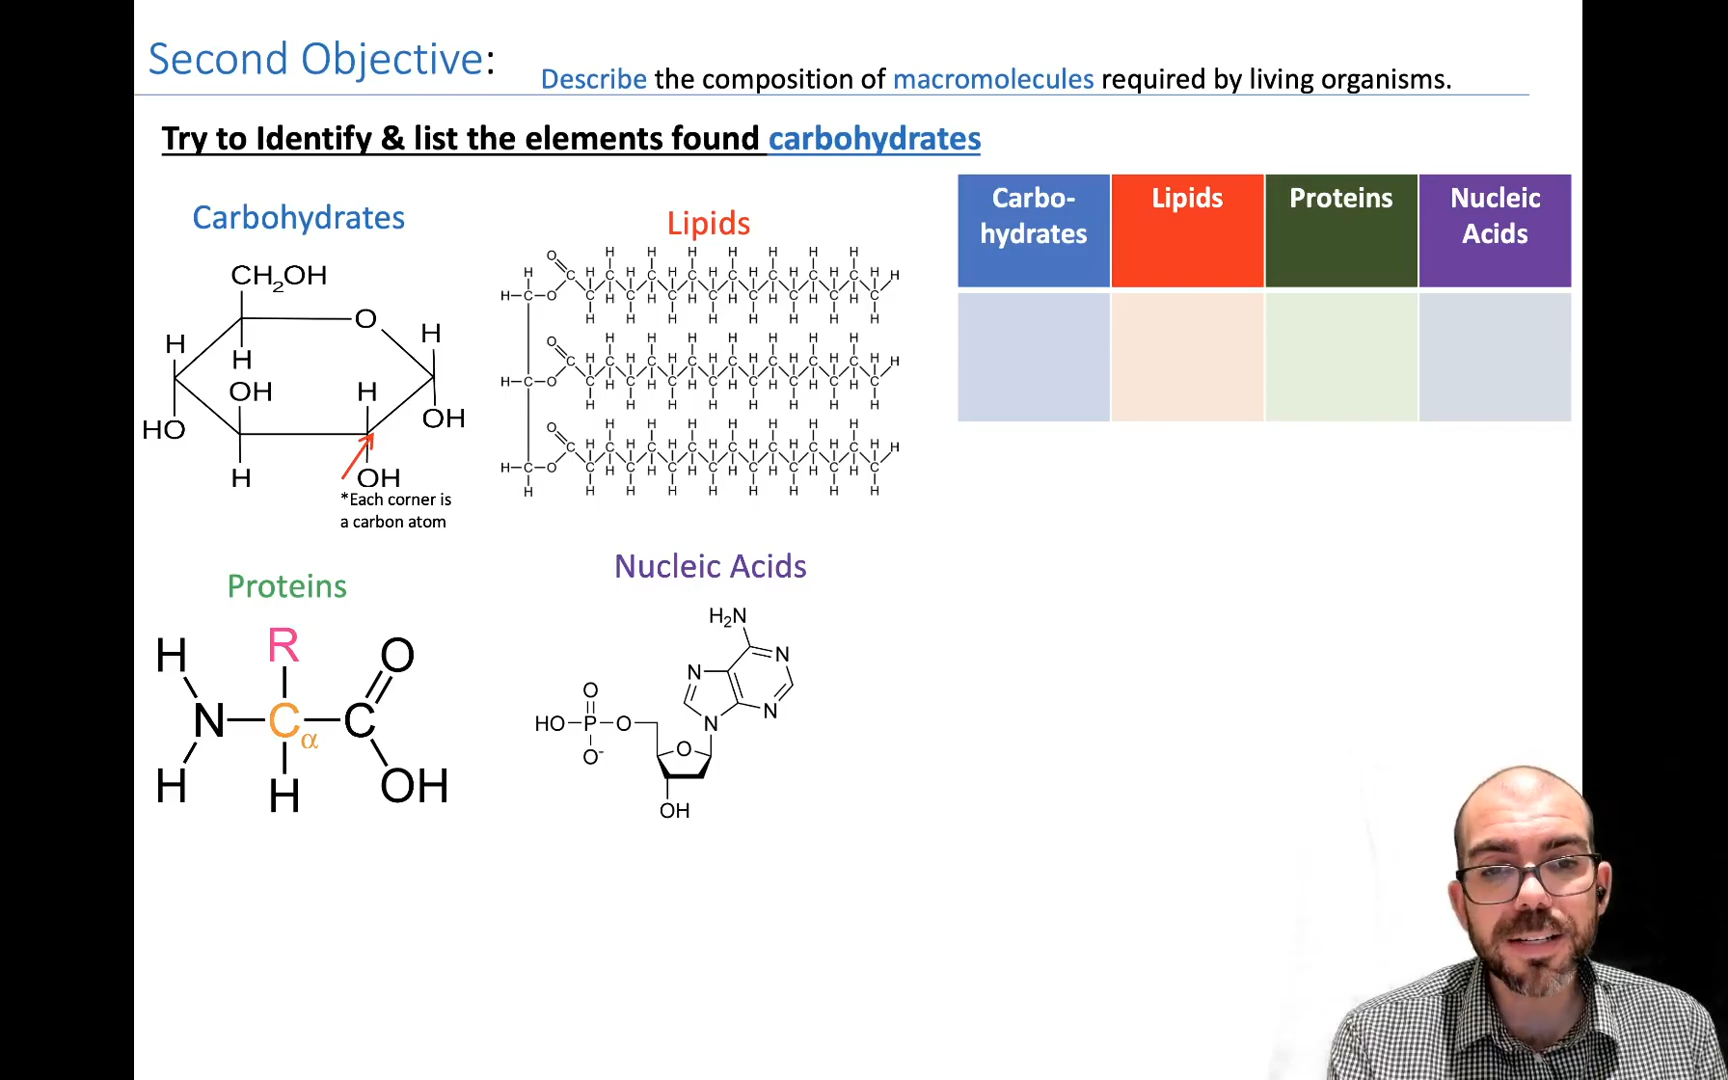 Second Objective:
Describe the composition of macromolecules required by living organisms.
Try to Identify & list the elements found carbohydrates
Carbohydrates
CH2OH
O
H
H
H
OH
H
HO
OH
H
OH
*Each corner is
a carbon atom
Lipids
Carbo-
hydrates
Lipids
Proteins
Nucleic
Acids
Proteins
H
R
O
N
C
α
C
H
H
OH
Nucleic Acids
H2N
N
N
N
N
O
HO P O
O-
O
OH